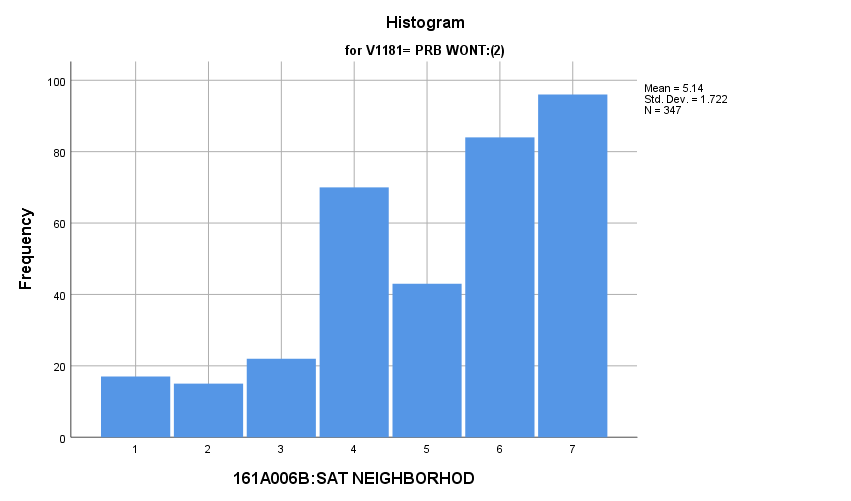 Histogram
for V1181= PRB WONT:(2)
Mean = 5.14
Std. Dev. = 1.722
N = 347
Frequency
100
80
60
40
20
0
1 2 3 4 5 6 7
161A006B:SAT NEIGHBORHOD